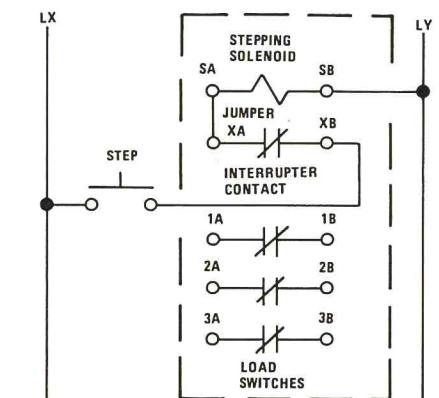 LX
LY
STEPPING
SOLENOID
SA
SB
JUMPER
XA
XB
INTERRUPTER
CONTACT
STEP
1A
1B
2A
2B
3A
3B
LOAD
SWITCHES